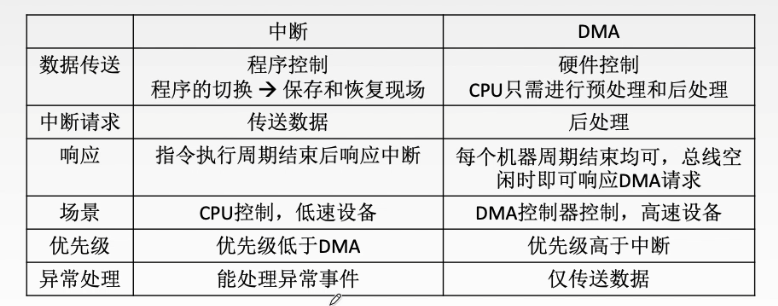 中断 DMA
数据传送 程序控制 硬件控制
程序的切换 → 保存和恢复现场 CPU只需进行预处理和后处理
中断请求 传送数据 后处理
响应 指令执行周期结束后响应中断 每个机器周期结束均可，总线空
闲时即可响应DMA请求
场景 CPU控制，低速设备 DMA控制器控制，高速设备
优先级 优先级低于DMA 优先级高于中断
异常处理 能处理异常事件 仅传送数据